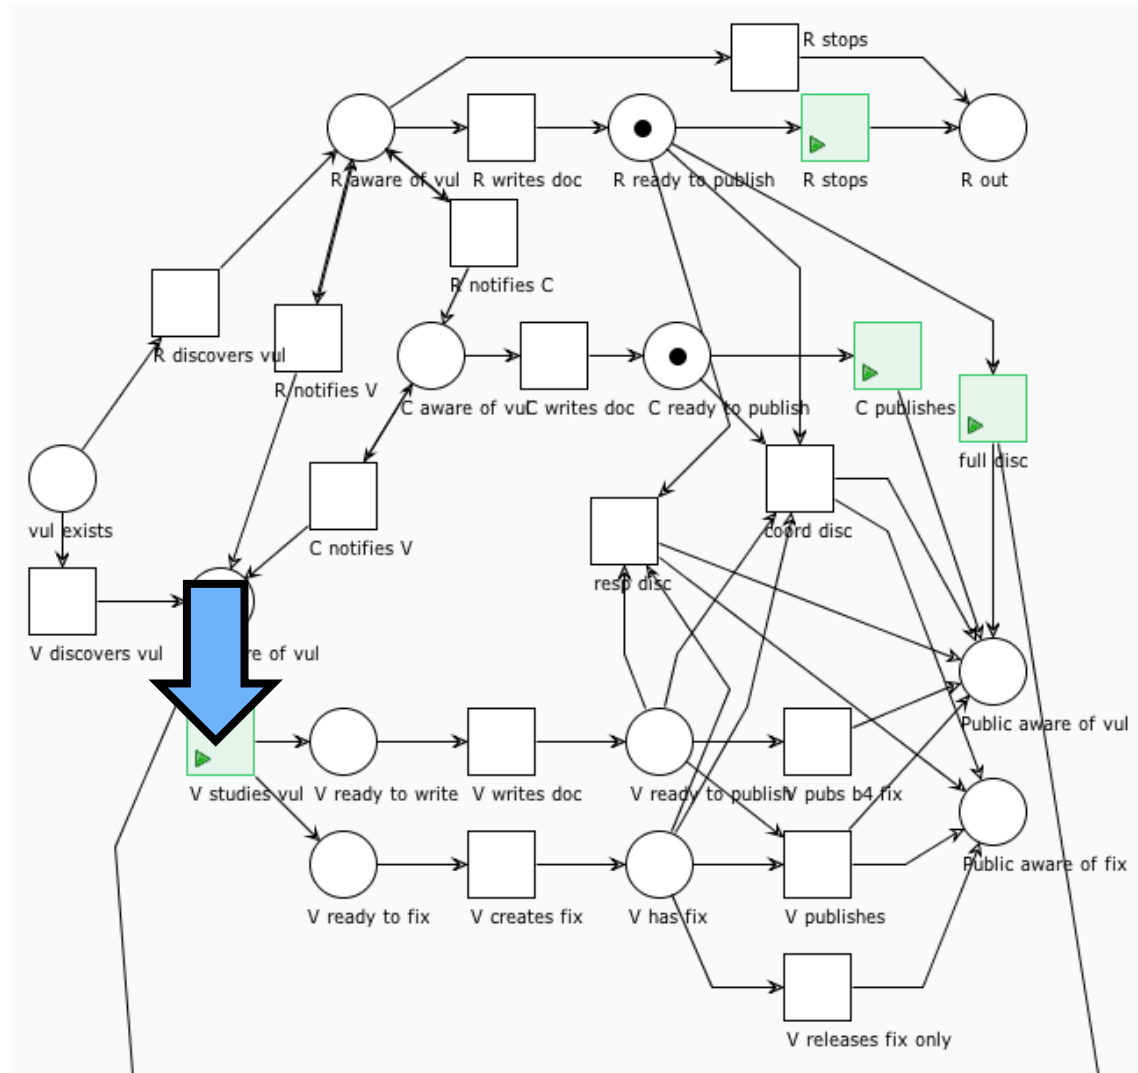 R stops
R aware of vul
R writes doc
R ready to publish
R stops
R out
R notifies C
R discovers vul
R notifies V
C aware of vul
C writes doc
C ready to publish
C publishes
full disc
vul exists
C notifies V
coord disc
resp disc
V discovers vul
re of vul
Public aware of vul
V studies vul
V ready to write
V writes doc
V ready to publish
V pubs b4 fix
Public aware of fix
V ready to fix
V creates fix
V has fix
V publishes
V releases fix only